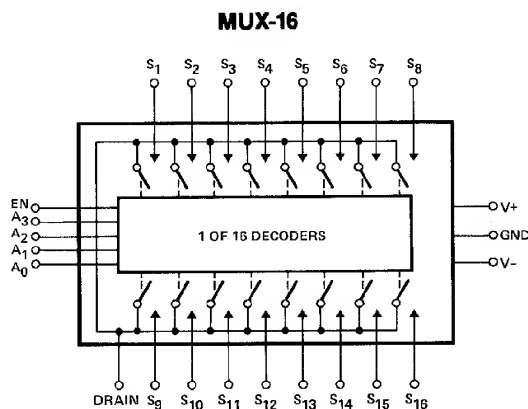 MUX-16
S1 S2 S3 S4 S5 S6 S7 S8
EN
A3
A2
A1
A0
1 OF 16 DECODERS
V+
GND
V−
DRAIN S9 S10 S11 S12 S13 S14 S15 S16